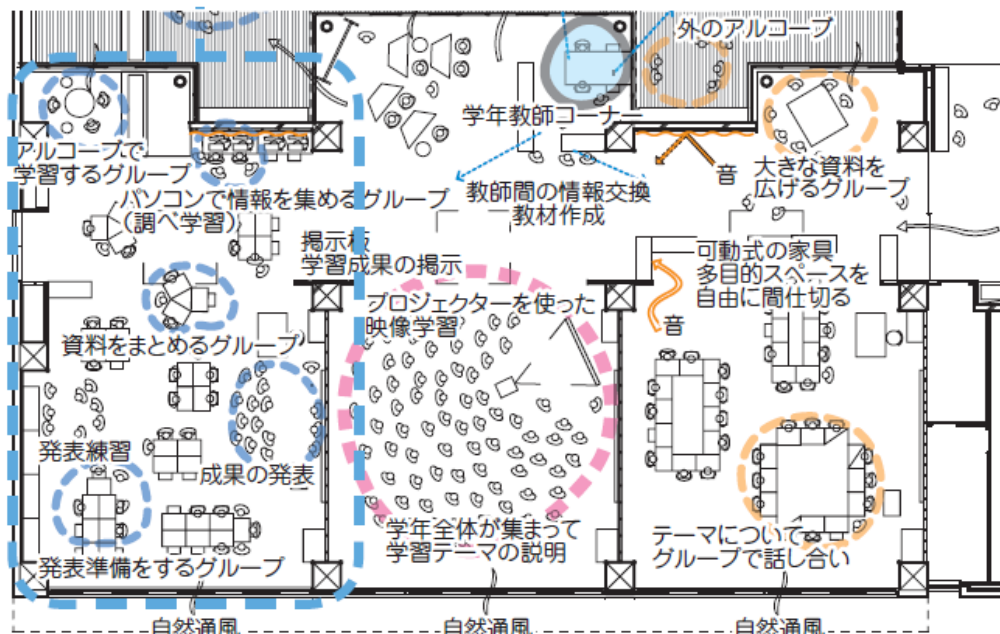 外のアルコーブ
学年教師コーナー
アルコーブで
学習するグループ
音
大きな資料を
広げるグループ
パソコンで情報を集めるグループ
（調べ学習）
教師間の情報交換
教材作成
掲示板
学習成果の掲示
可動式の家具
多目的スペースを
自由に間仕切る
プロジェクターを使った
映像学習
音
資料をまとめるグループ
発表練習
成果の発表
学年全体が集まって
学習テーマの説明
テーマについて
グループで話し合い
発表準備をするグループ
自然通風
自然通風
自然通風